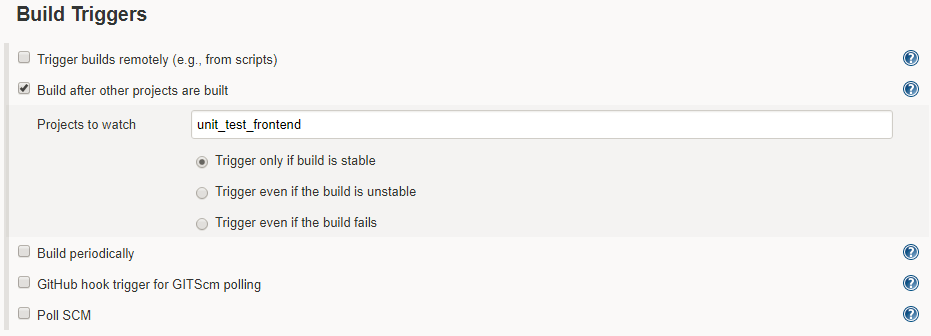 Build Triggers
Trigger builds remotely (e.g., from scripts)
Build after other projects are built
Projects to watch
unit_test_frontend
Trigger only if build is stable
Trigger even if the build is unstable
Trigger even if the build fails
Build periodically
GitHub hook trigger for GITScm polling
Poll SCM